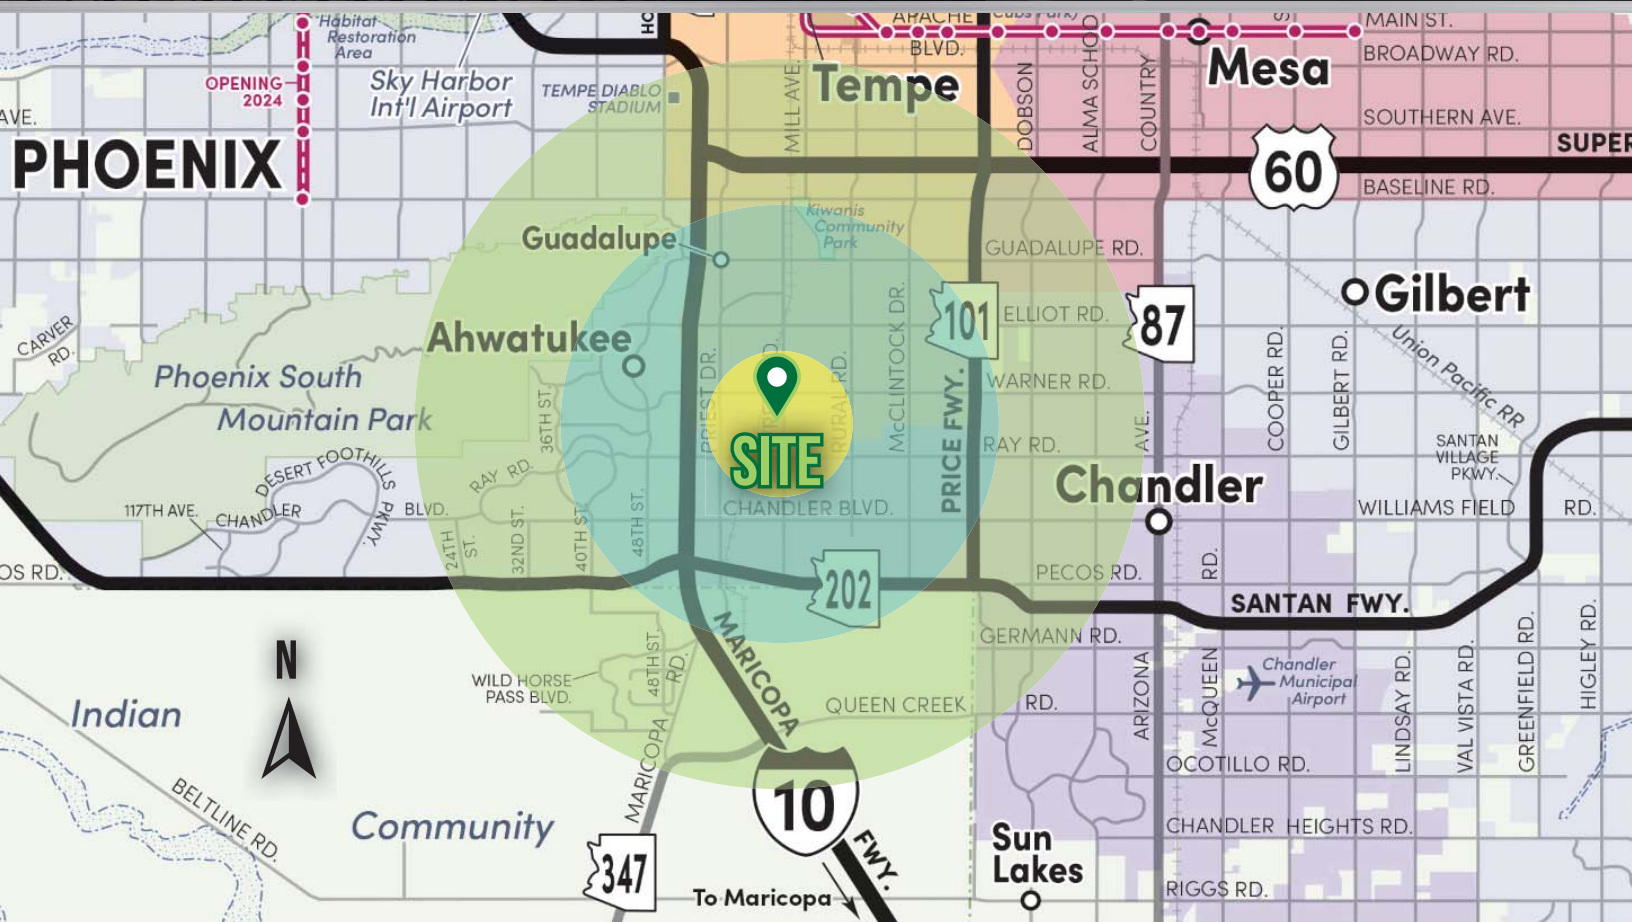 Habitat
Restoration
Area
HO
APACHE
BLVD.
Cubs Park)
MAIN ST.
BROADWAY RD.
OPENING
2024
Sky Harbor
Int'l Airport
TEMPE DIABLO
STADIUM
MILL AVE.
Tempe
DOBSON
ALMA SCHOO
COUNTRY
Mesa
SOUTHERN AVE.
AVE.
PHOENIX
60
SUPER
BASELINE RD.
Guadalupe
Kiwanis
Community
Park
GUADALUPE RD.
Gilbert
CARVER
RD.
Ahwatukee
McCLINTOCK DR.
101
ELLIOT RD.
87
COOPER RD.
GILBERT RD.
Union Pacific RR
Phoenix South
Mountain Park
36TH ST.
PRIEST DR.
RURAL RD.
PRICE FWY.
WARNER RD.
AVE.
SITE
RAY RD.
RAY RD.
SANTAN
VILLAGE
PKWY.
DESERT FOOTHILLS
PKWY.
Chandler
117TH AVE.
CHANDLER
BLVD.
CHANDLER BLVD.
WILLIAMS FIELD
RD.
24TH
ST.
32ND ST.
40TH ST.
48TH ST.
OS RD.
202
PECOS RD.
RD.
SANTAN FWY.
N
MARICOPA
GERMANN RD.
WILD HORSE
PASS BLVD.
48TH ST.
RD.
MARICOPA
QUEEN CREEK
RD.
ARIZONA
McQUEEN
Chandler
Municipal
Airport
LINDSAY RD.
VAL VISTA RD.
GREENFIELD RD.
HIGLEY RD.
Indian
OCOTILLO RD.
BELTLINE RD.
Community
10
FWY.
CHANDLER HEIGHTS RD.
Sun
Lakes
347
To Maricopa
RIGGS RD.